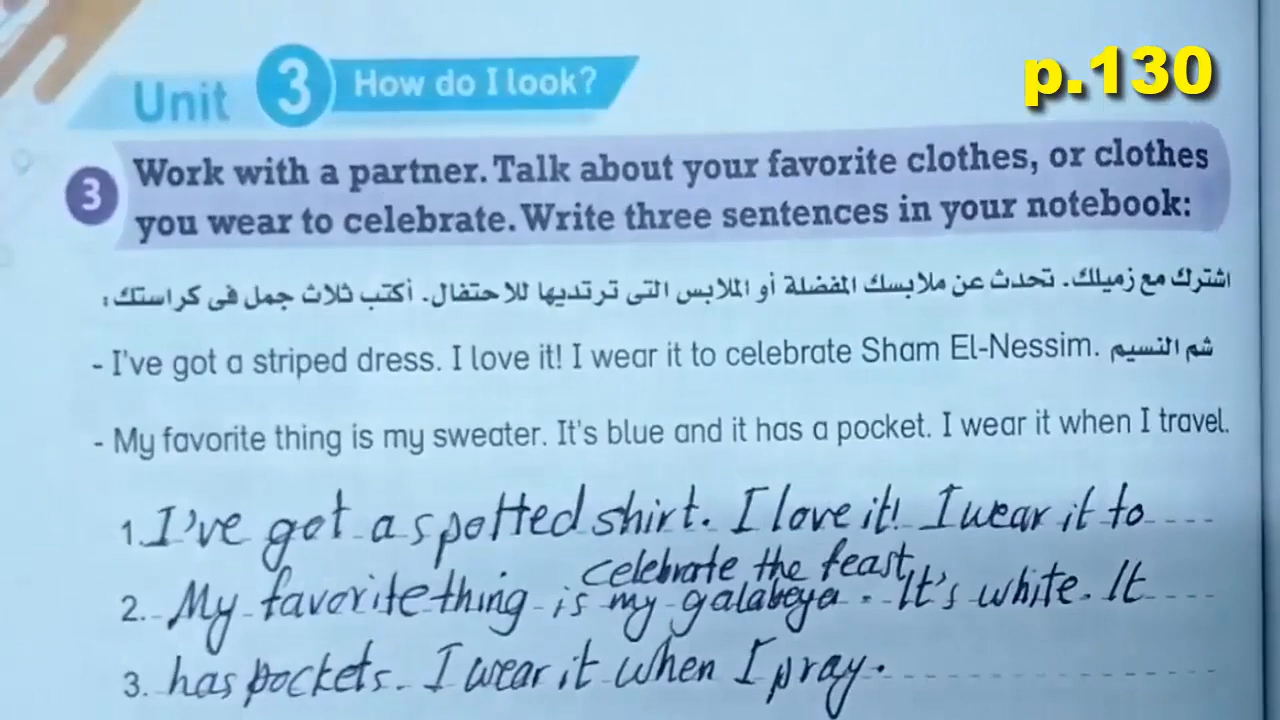 Unit 3 How do I look?
p.130
3 Work with a partner. Talk about your favorite clothes, or clothes
you wear to celebrate. Write three sentences in your notebook:
اشترك مع زميلك. تحدث عن ملابسك المفضلة أو الملابس التى ترتديها للاحتفال. أكتب ثلاث جمل فى كراستك:
- I've got a striped dress. I love it! I wear it to celebrate Sham El-Nessim. شم النسيم
- My favorite thing is my sweater. It's blue and it has a pocket. I wear it when I travel.
1. I've got a spotted shirt. I love it! I wear it to
celebrate the feast.
2. My favorite thing is my galabeya. It's white. It
3. has pockets. I wear it when I pray.